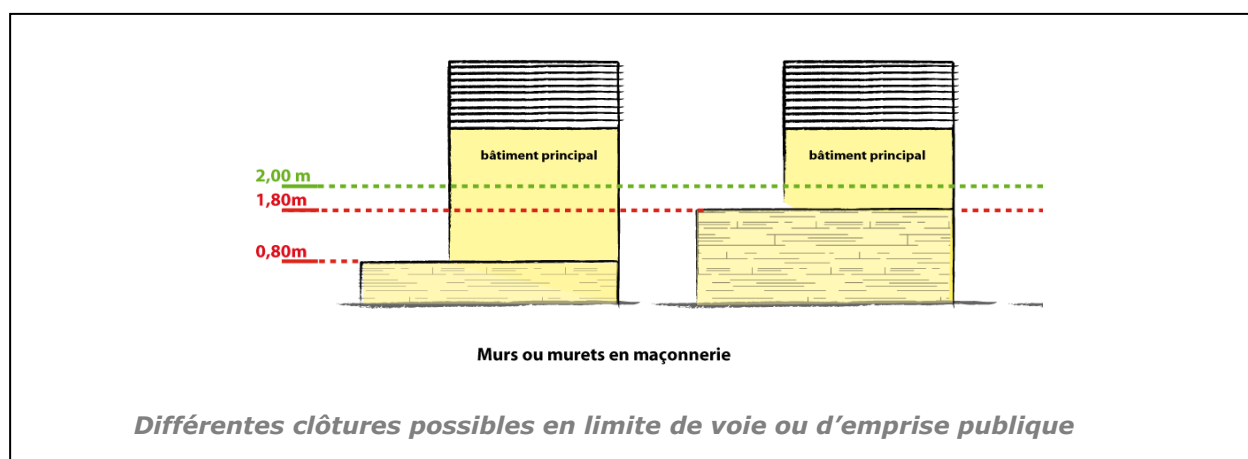 bâtiment principal
bâtiment principal
2,00 m
1,80m
0,80m
Murs ou murets en maçonnerie
Différentes clôtures possibles en limite de voie ou d’emprise publique